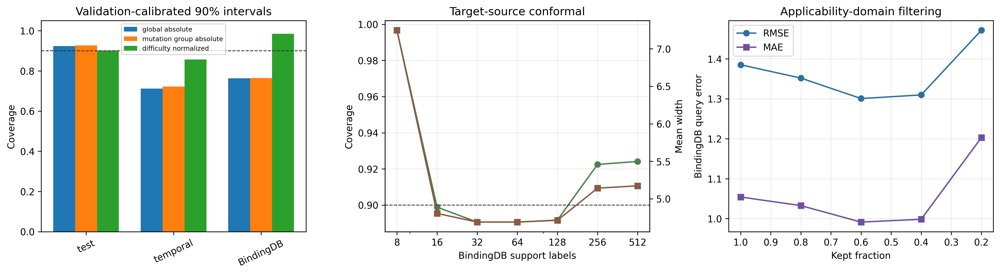 Validation-calibrated 90% intervals
Coverage
1.0
0.8
0.6
0.4
0.2
0.0
global absolute
mutation group absolute
difficulty normalized
test
temporal
BindingDB
Target-source conformal
Coverage
1.00
0.98
0.96
0.94
0.92
0.90
7.0
6.5
6.0
5.5
5.0
Mean width
8 16 32 64 128 256 512
BindingDB support labels
Applicability-domain filtering
BindingDB query error
1.4
1.3
1.2
1.1
1.0
RMSE
MAE
1.0 0.9 0.8 0.7 0.6 0.5 0.4 0.3 0.2
Kept fraction